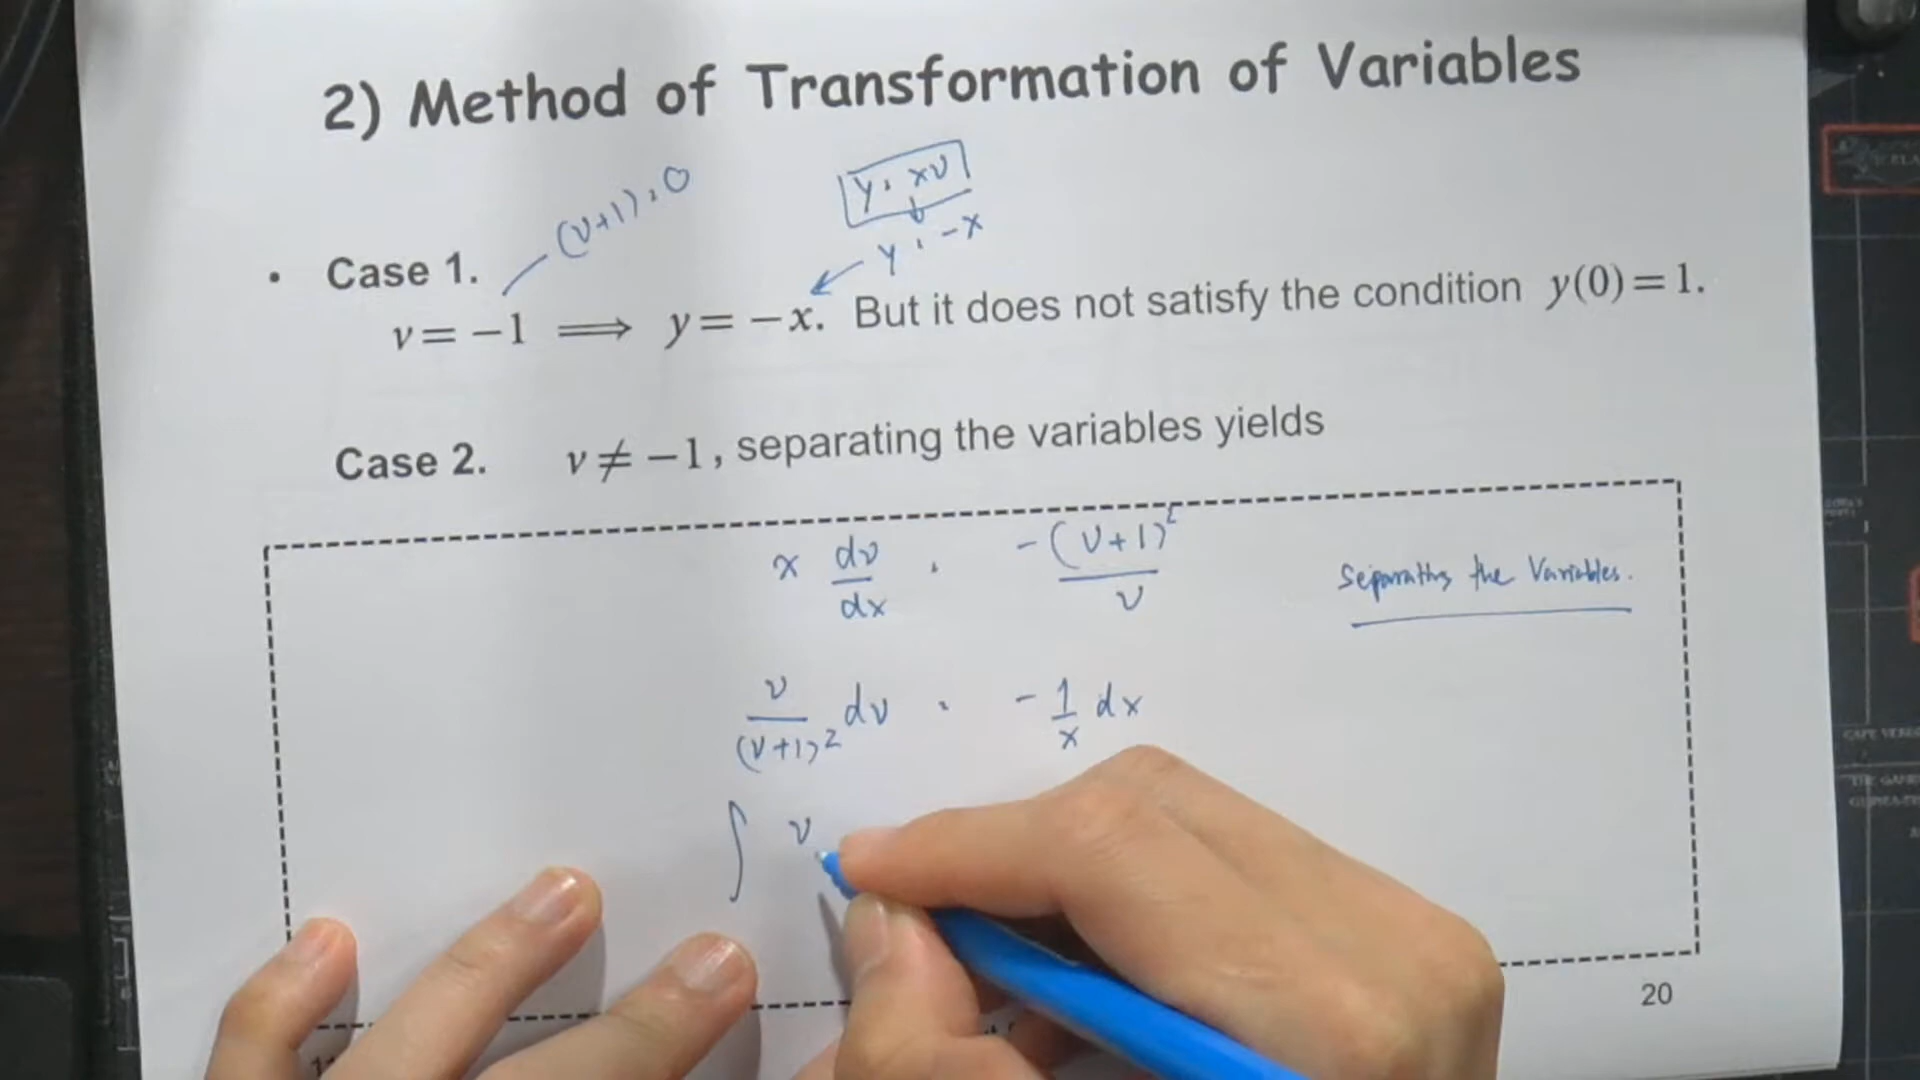 2) Method of Transformation of Variables
(v+1) = 0
y = xv
y = -x
• Case 1.
v = −1 ⟹ y = −x. But it does not satisfy the condition y(0) = 1.
Case 2. v ≠ −1, separating the variables yields
x dv/dx = -(v+1)²/v
Separating the Variables.
v/(v+1)² dv = -1/x dx
∫ v
20